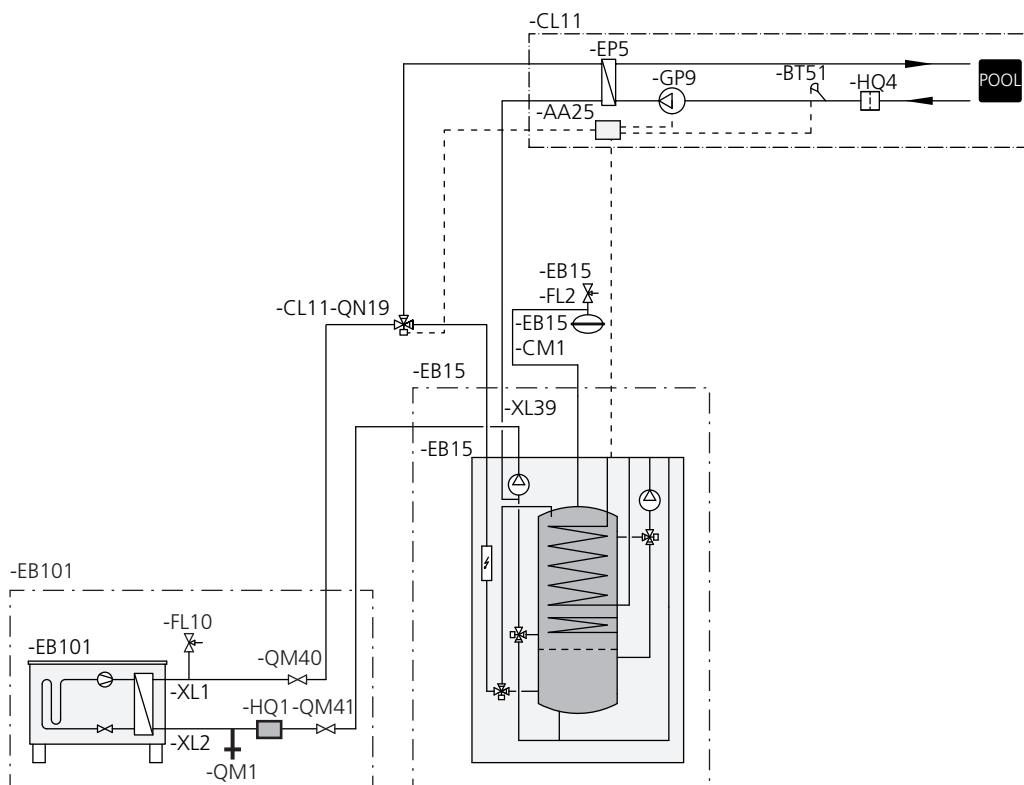 -CL11
-EP5
-GP9
-BT51
-HQ4
POOL
-AA25
-EB15
-FL2
-CL11-QN19
-EB15
-CM1
-EB15
-XL39
-EB15
-EB101
-FL10
-EB101
-QM40
-XL1
-HQ1
-QM41
-XL2
-QM1